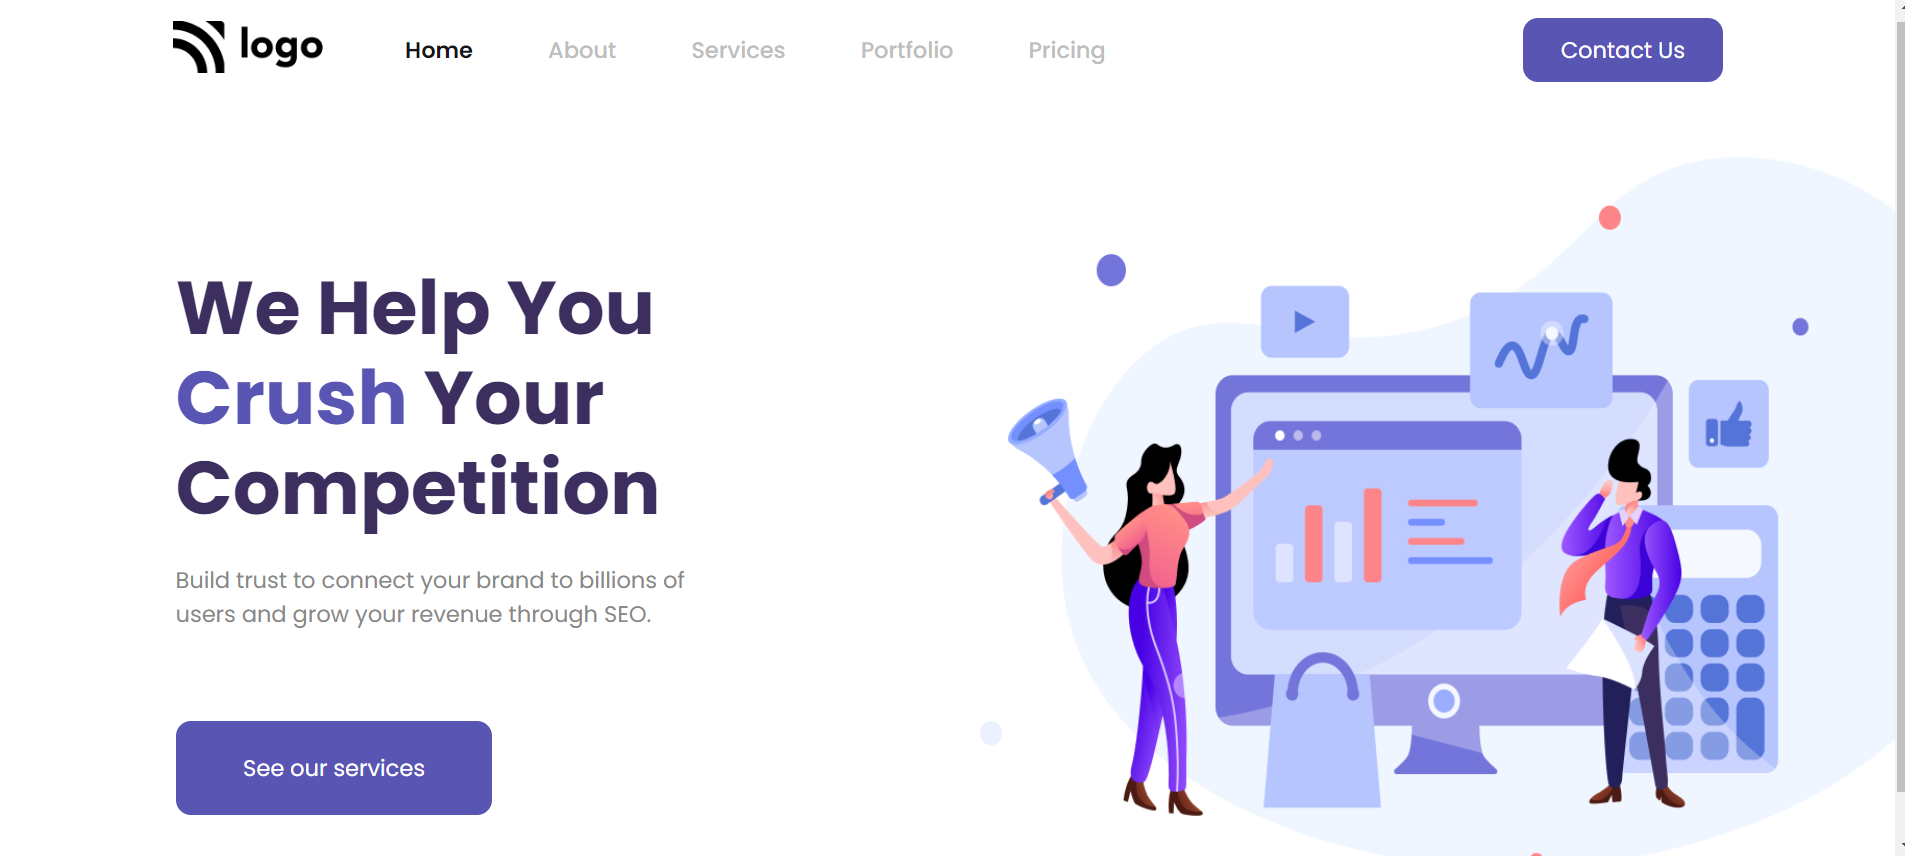 logo
Home
About
Services
Portfolio
Pricing
Contact Us
We Help You
Crush Your
Competition
Build trust to connect your brand to billions of
users and grow your revenue through SEO.
See our services